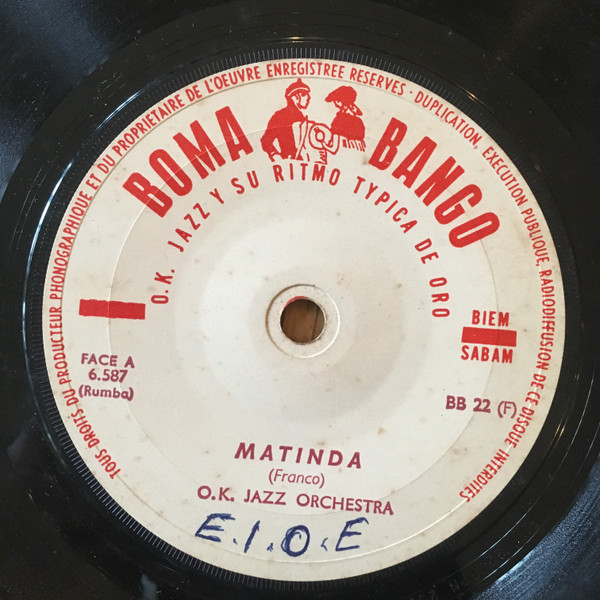 TOUS DROITS DU PRODUCTEUR PHONOGRAPHIQUE ET DU PROPRIETAIRE DE L'OEUVRE ENREGISTREE RESERVES · DUPLICATION, EXECUTION PUBLIQUE, RADIODIFFUSION DE CE DISQUE INTERDITES
BOMA BANGO
O.K. JAZZ Y SU RITMO TYPICA DE ORO
BIEM
SABAM
FACE A
6.587
(Rumba)
BB 22 (F)
MATINDA
(Franco)
O.K. JAZZ ORCHESTRA
E.I.O.E